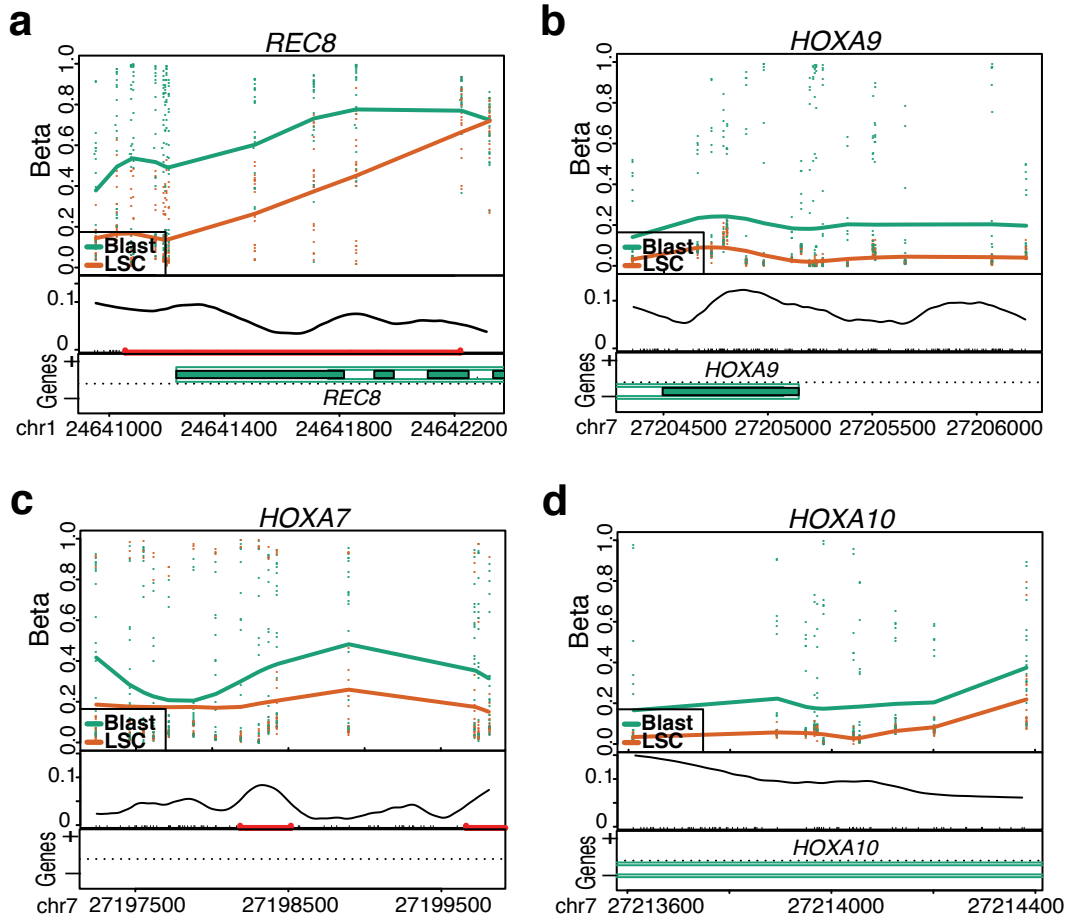 a
REC8
Beta
0.0 0.2 0.4 0.6 0.8 1.0
Blast
LSC
0.1
0
Genes
+
—
REC8
chr1 24641000 24641400 24641800 24642200
b
HOXA9
Beta
0.0 0.2 0.4 0.6 0.8 1.0
Blast
LSC
0.1
0
Genes
+
—
HOXA9
chr7 27204500 27205000 27205500 27206000
c
HOXA7
Beta
0.0 0.2 0.4 0.6 0.8 1.0
Blast
LSC
0.1
0
Genes
+
—
chr7 27197500 27198500 27199500
d
HOXA10
Beta
0.0 0.2 0.4 0.6 0.8 1.0
Blast
LSC
0.1
0
Genes
+
—
HOXA10
chr7 27213600 27214000 27214400